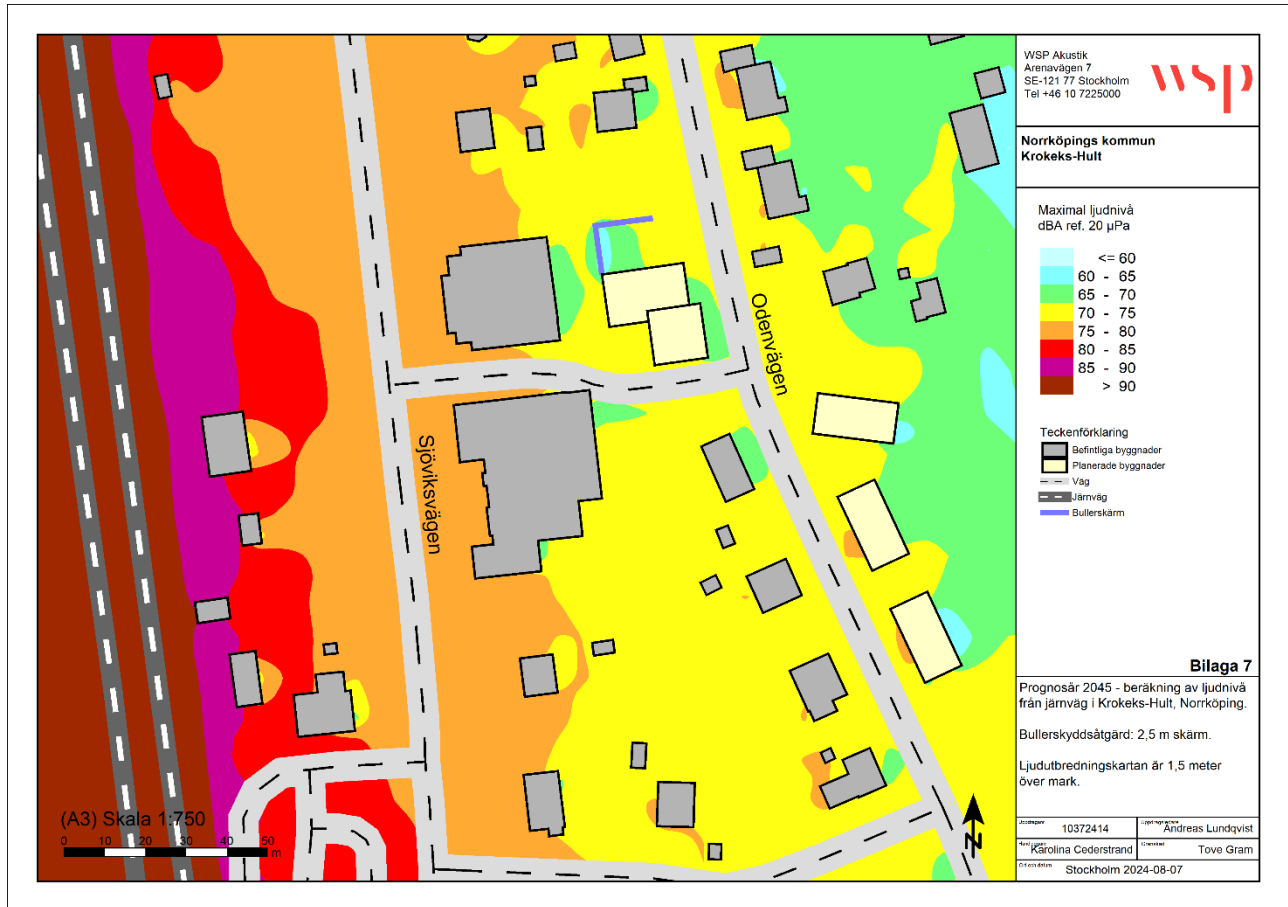 WSP Akustik
Arenavägen 7
SE-121 77 Stockholm
Tel +46 10 7225000
wsp
Norrköpings kommun
Krokeks-Hult
Maximal ljudnivå
dBA ref. 20 µPa
<= 60
60 - 65
65 - 70
70 - 75
75 - 80
80 - 85
85 - 90
> 90
Teckenförklaring
Befintliga byggnader
Planerade byggnader
Väg
Järnväg
Bullerskärm
Odenvägen
Sjöviksvägen
(A3) Skala 1:750
0 10 20 30 40 50
m
N
Bilaga 7
Prognosår 2045 - beräkning av ljudnivå
från järnväg i Krokeks-Hult, Norrköping.
Bullerskyddsåtgärd: 2,5 m skärm.
Ljudutbredningskartan är 1,5 meter
över mark.
10372414
Andreas Lundqvist
Karolina Cederstrand
Tove Gram
Ort och datum
Stockholm 2024-08-07